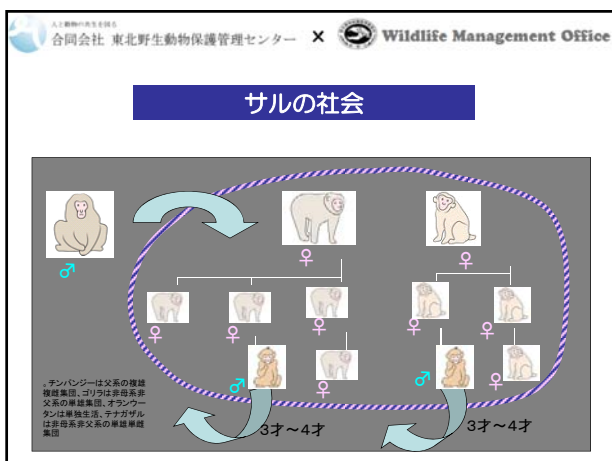 人と動物の共生を図る
合同会社 東北野生動物保護管理センター × Wildlife Management Office
サルの社会
♂
♀
♀
♀
♀
♀
♀
♀
♂
♀
♂
♀
。チンパンジーは父系の複雄
複雌集団、ゴリラは非母系非
父系の単雄集団、オランウー
タンは単独生活、テナガザル
は非母系非父系の単雄単雌
集団
3才～4才
3才～4才